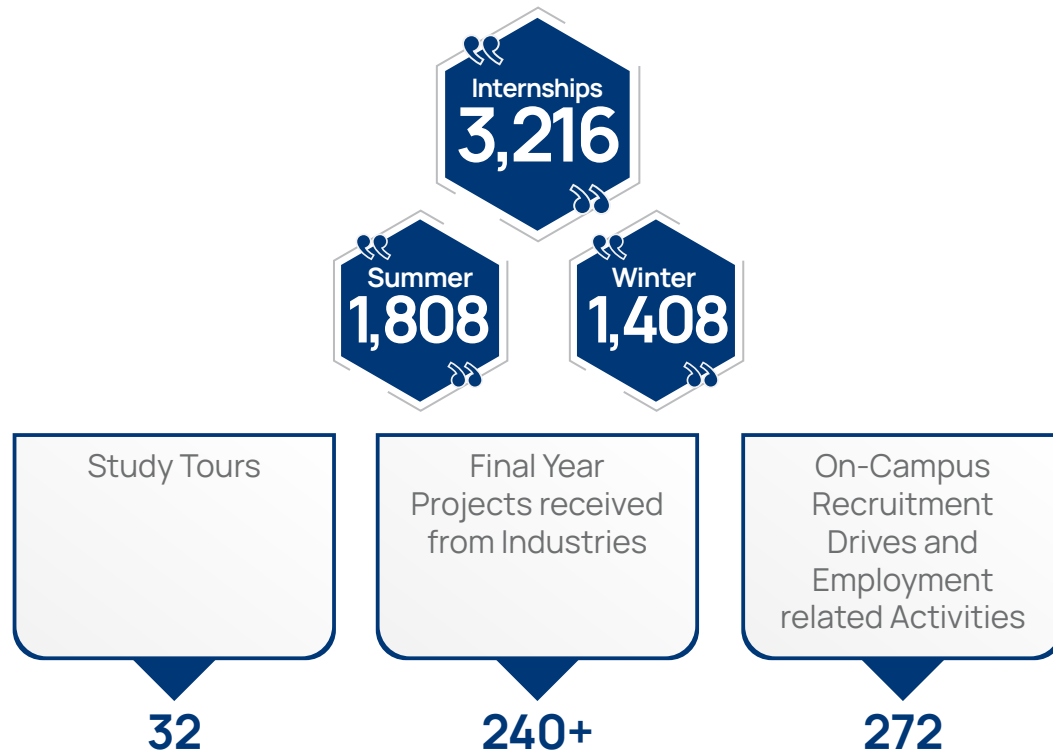 Internships
3,216
Summer
1,808
Winter
1,408
Study Tours
32
Final Year
Projects received
from Industries
240+
On-Campus
Recruitment
Drives and
Employment
related Activities
272